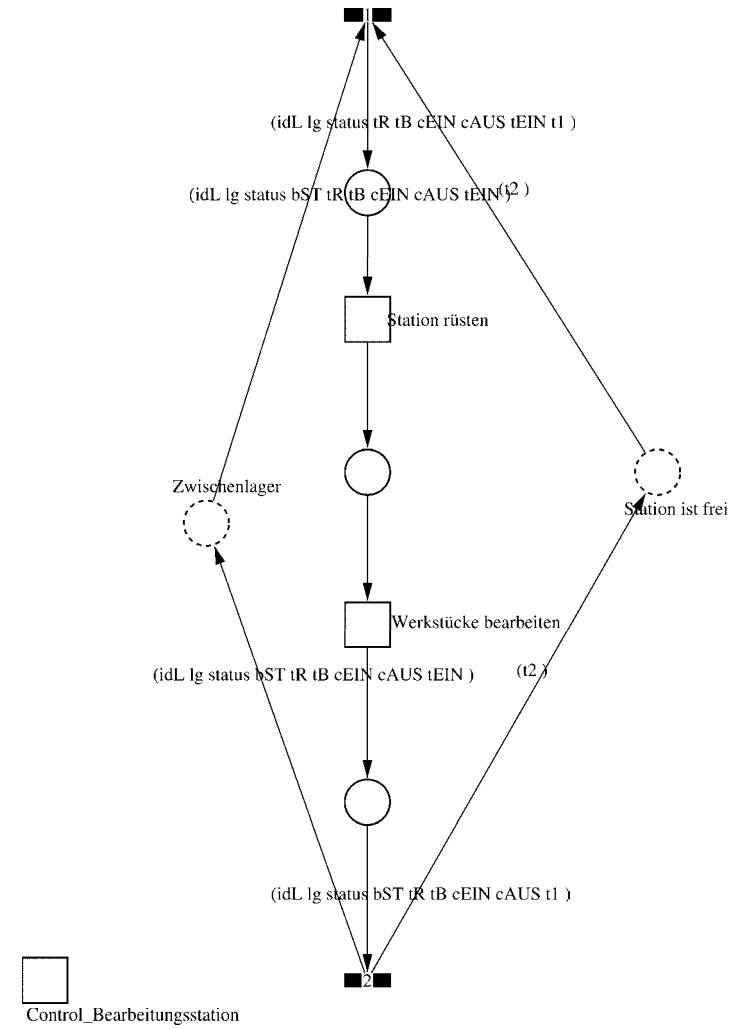 1
(idL lg status tR tB cEIN cAUS tEIN t1 )
(idL lg status bST tR tB cEIN cAUS tEIN )
(t2 )
Station rüsten
Zwischenlager
Station ist frei
Werkstücke bearbeiten
(idL lg status bST tR tB cEIN cAUS tEIN )
(t2 )
(idL lg status bST tR tB cEIN cAUS t1 )
2
Control_Bearbeitungsstation